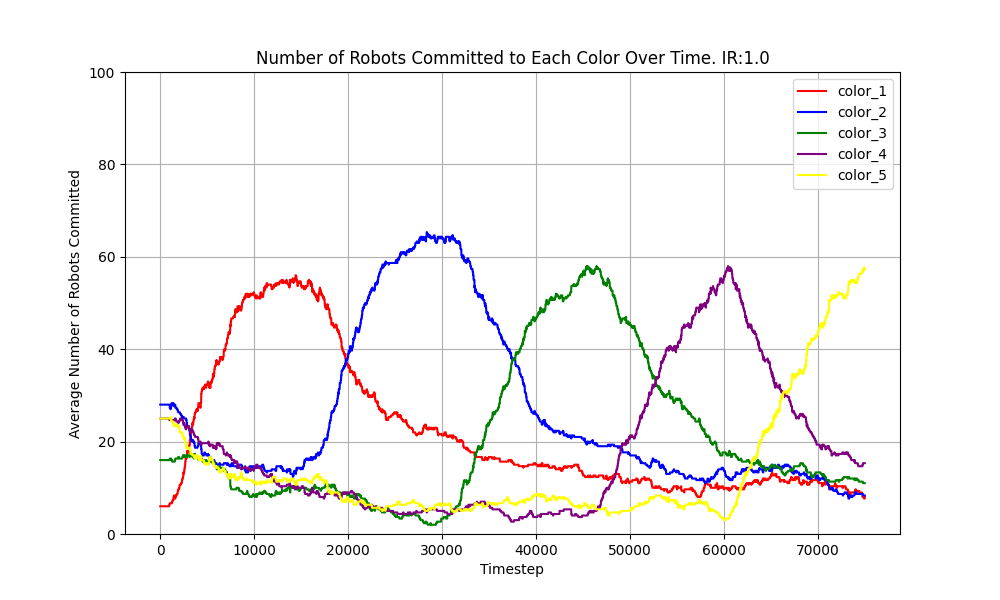 Number of Robots Committed to Each Color Over Time. IR:1.0
Average Number of Robots Committed
100
80
60
40
20
0
color_1
color_2
color_3
color_4
color_5
0 10000 20000 30000 40000 50000 60000 70000
Timestep